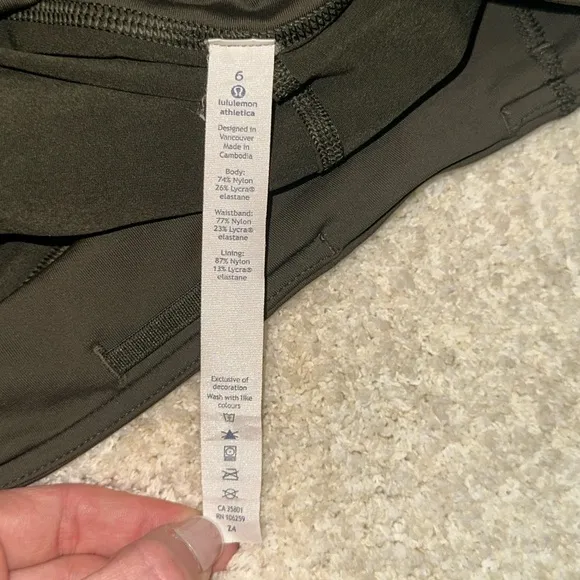 6
lululemon
athletica
Designed in
Vancouver
Made in
Cambodia
Body:
74% Nylon
26% Lycra®
elastane
Waistband:
77% Nylon
23% Lycra®
elastane
Lining:
87% Nylon
13% Lycra®
elastane
Exclusive of
decoration
Wash with like
colours
CA 35801
RN 106259
2A